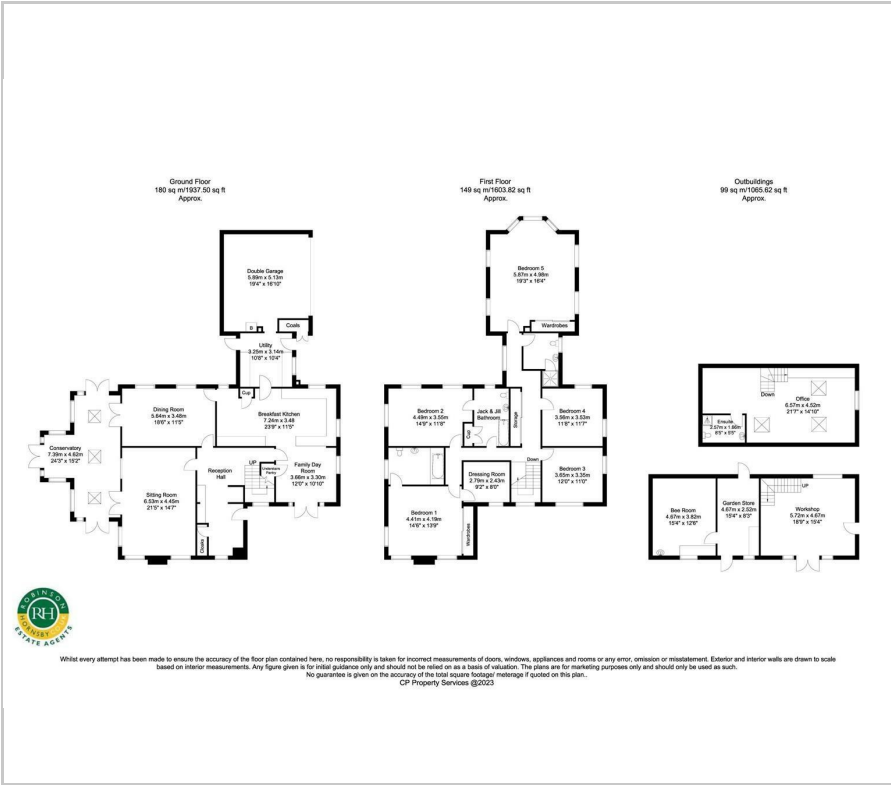 Ground Floor
180 sq m/1937.50 sq ft
Approx.
Double Garage
5.89m x 5.13m
19'4" x 16'10"
B
Coals
Utility
3.25m x 3.14m
10'8" x 10'4"
Cup
Dining Room
5.64m x 3.48m
18'6" x 11'5"
Breakfast Kitchen
7.24m x 3.48
23'9" x 11'5"
Conservatory
7.39m x 4.62m
24'3" x 15'2"
Sitting Room
6.53m x 4.45m
21'5" x 14'7"
Reception
Hall
UP
Understairs
Pantry
Family Day
Room
3.66m x 3.30m
12'0" x 10'10"
Cloaks
First Floor
149 sq m/1603.82 sq ft
Approx.
Bedroom 5
5.87m x 4.98m
19'3" x 16'4"
Wardrobes
Bedroom 2
4.49m x 3.55m
14'9" x 11'8"
Jack & Jill
Bathroom
Cup
Storage
Bedroom 4
3.56m x 3.53m
11'8" x 11'7"
Dressing Room
2.79m x 2.43m
9'2" x 8'0"
Down
Bedroom 3
3.65m x 3.35m
12'0" x 11'0"
Bedroom 1
4.41m x 4.19m
14'6" x 13'9"
Wardrobes
Outbuildings
99 sq m/1065.62 sq ft
Approx.
Down
Office
6.57m x 4.52m
21'7" x 14'10"
Ensuite
UP
Bee Room
4.67m x 3.82m
15'4" x 12'6"
Garden Store
4.67m x 2.52m
15'4" x 8'3"
Workshop
5.72m x 4.67m
18'9" x 15'4"
ROBINSON
RH
HORNSBY
ESTATE AGENTS
Whilst every attempt has been made to ensure the accuracy of the floor plan contained here, no responsibility is taken for incorrect measurements of doors, windows, appliances and rooms or any error, omission or misstatement. Exterior and interior walls are drawn to scale
based on interior measurements. Any figure given is for initial guidance only and should not be relied on as a basis of valuation. The plans are for marketing purposes only and should only be used as such.
No guarantee is given on the accuracy of the total square footage/ meterage if quoted on this plan..
CP Property Services @2023